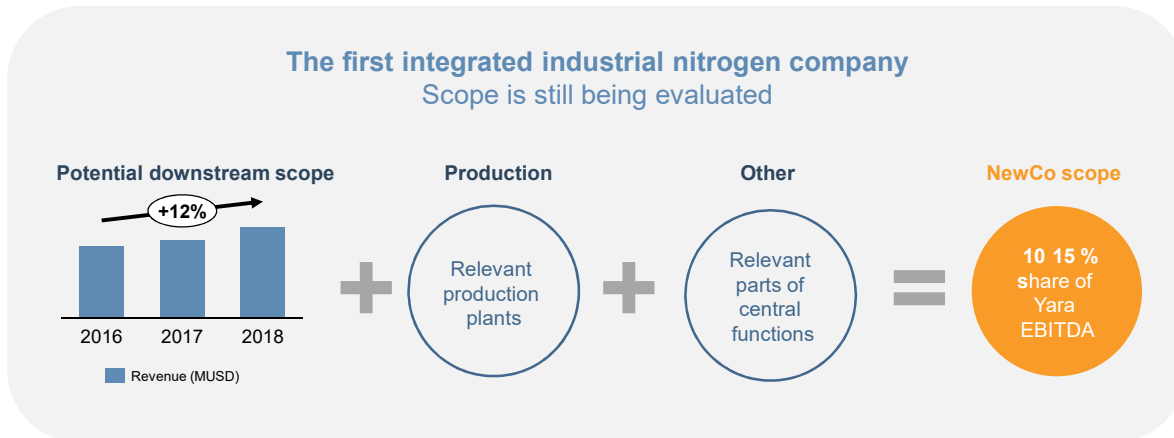 The first integrated industrial nitrogen company
Scope is still being evaluated
Potential downstream scope
+12%
2016 2017 2018
Revenue (MUSD)
Production
Relevant
production
plants
Other
Relevant
parts of
central
functions
NewCo scope
10 15 %
share of
Yara
EBITDA